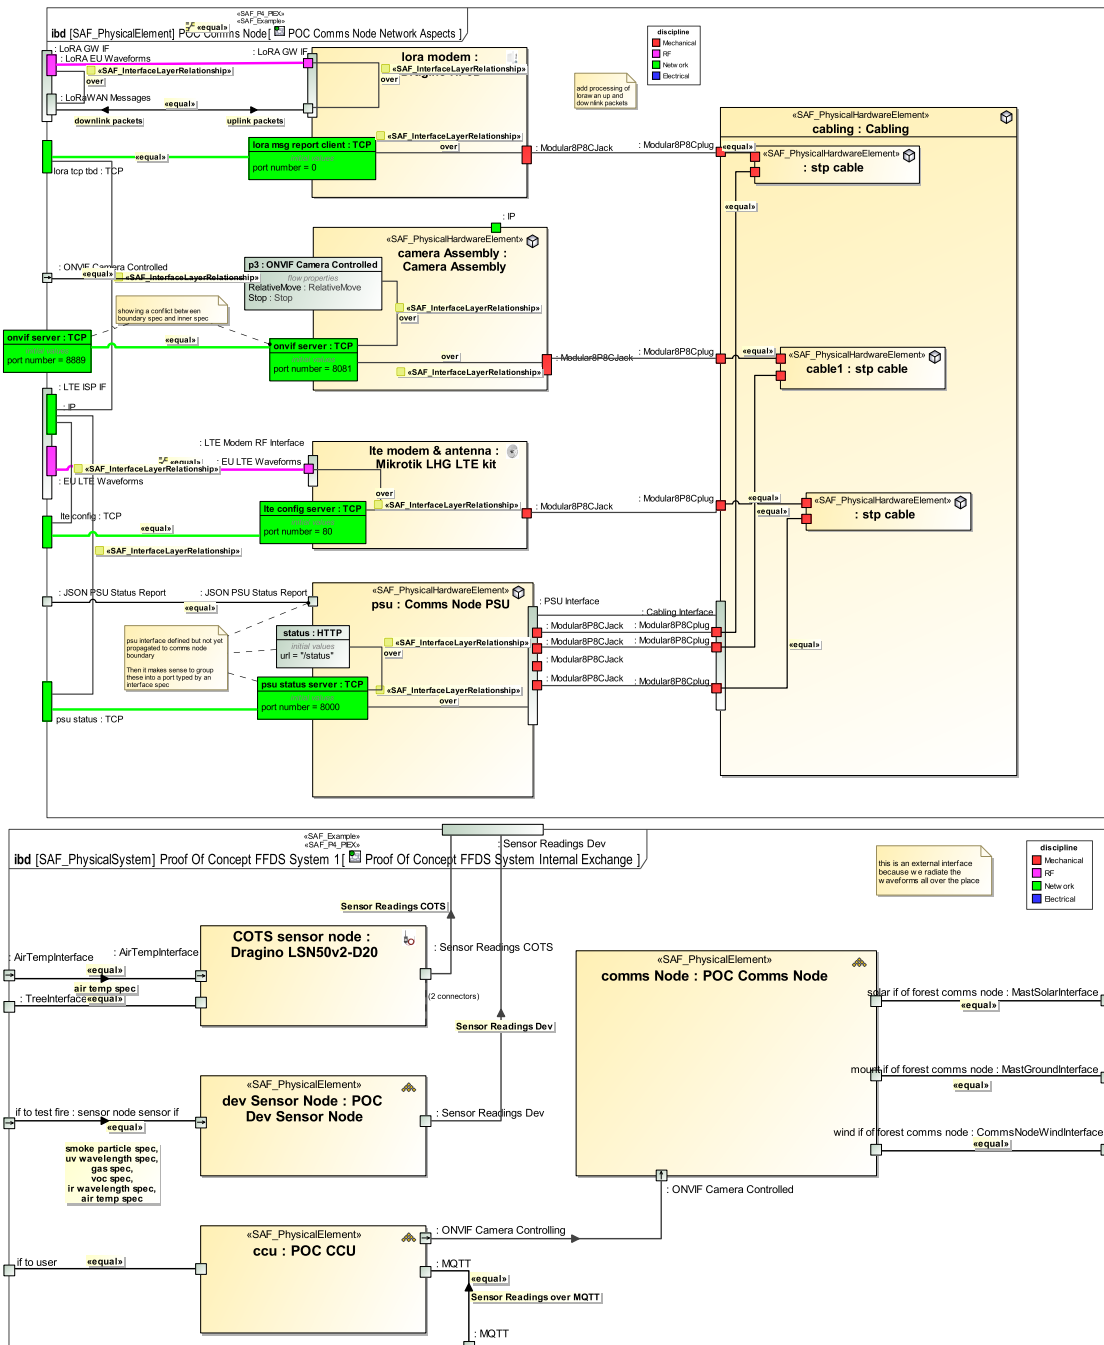 «SAF_P4_PIEX»
«SAF_Example»
«equal»
ibd [SAF_PhysicalElement] POC Comms Node[ POC Comms Node Network Aspects ]
discipline
Mechanical
RF
Network
Electrical
: LoRA GW IF
: LoRA EU Waveforms
: LoRA GW IF
lora modem :
«SAF_InterfaceLayerRelationship»
over
«SAF_InterfaceLayerRelationship»
over
add processing of
loraw an up and
dow nlink packets
: LoRaWAN Messages
«equal»
downlink packets
uplink packets
«SAF_PhysicalHardwareElement»
cabling : Cabling
lora msg report client : TCP
initial values
port number = 0
«SAF_InterfaceLayerRelationship»
over
: Modular8P8CJack
: Modular8P8Cplug
«equal»
«SAF_PhysicalHardwareElement»
: stp cable
«equal»
lora tcp tbd : TCP
«equal»
: IP
«SAF_PhysicalHardwareElement»
camera Assembly :
Camera Assembly
: ONVIF Camera Controlled
«equal»
«SAF_InterfaceLayerRelationship»
p3 : ONVIF Camera Controlled
flow properties
RelativeMove : RelativeMove
Stop : Stop
showing a conflict betw een
boundary spec and inner spec
«SAF_InterfaceLayerRelationship»
over
onvif server : TCP
port number = 8889
«equal»
onvif server : TCP
initial values
port number = 8081
over
«SAF_InterfaceLayerRelationship»
: Modular8P8CJack
: Modular8P8Cplug
«equal»
«SAF_PhysicalHardwareElement»
cable1 : stp cable
: LTE ISP IF
: IP
: LTE Modem RF Interface
«SAF_PhysicalHardwareElement»
lte modem & antenna :
Mikrotik LHG LTE kit
«equal»
: EU LTE Waveforms
«SAF_InterfaceLayerRelationship»
: EU LTE Waveforms
over
«SAF_InterfaceLayerRelationship»
lte config server : TCP
initial values
port number = 80
lte config : TCP
«equal»
«SAF_InterfaceLayerRelationship»
: Modular8P8CJack
: Modular8P8Cplug
«equal»
«equal»
«SAF_PhysicalHardwareElement»
: stp cable
: JSON PSU Status Report
: JSON PSU Status Report
«equal»
«SAF_PhysicalHardwareElement»
psu : Comms Node PSU
: PSU Interface
: Cabling Interface
: Modular8P8CJack
: Modular8P8Cplug
: Modular8P8CJack
: Modular8P8Cplug
: Modular8P8CJack
: Modular8P8CJack
: Modular8P8Cplug
«equal»
psu interface defined but not yet
propagated to comms node
boundary
Then it makes sense to group
these into a port typed by an
interface spec
status : HTTP
initial values
url = "/status"
«SAF_InterfaceLayerRelationship»
over
psu status server : TCP
initial values
port number = 8000
«SAF_InterfaceLayerRelationship»
over
psu status : TCP
«SAF_Example»
«SAF_P4_PIEX»
ibd [SAF_PhysicalSystem] Proof Of Concept FFDS System 1[ Proof Of Concept FFDS System Internal Exchange ]
: Sensor Readings Dev
this is an external interface
because w e radiate the
w aveforms all over the place
discipline
Mechanical
RF
Netw ork
Electrical
Sensor Readings COTS
COTS sensor node :
Dragino LSN50v2-D20
: AirTempInterface
: AirTempInterface
«equal»
air temp spec
: TreeInterface
«equal»
: Sensor Readings COTS
(2 connectors)
Sensor Readings Dev
«SAF_PhysicalElement»
comms Node : POC Comms Node
solar if of forest comms node : MastSolarInterface
«equal»
mount if of forest comms node : MastGroundInterface
«equal»
wind if of forest comms node : CommsNodeWindInterface
«equal»
: ONVIF Camera Controlled
«SAF_PhysicalElement»
dev Sensor Node : POC
Dev Sensor Node
if to test fire : sensor node sensor if
«equal»
: Sensor Readings Dev
smoke particle spec,
uv wavelength spec,
gas spec,
voc spec,
ir wavelength spec,
air temp spec
«SAF_PhysicalElement»
ccu : POC CCU
: ONVIF Camera Controlling
if to user
«equal»
: MQTT
«equal»
Sensor Readings over MQTT
: MQTT